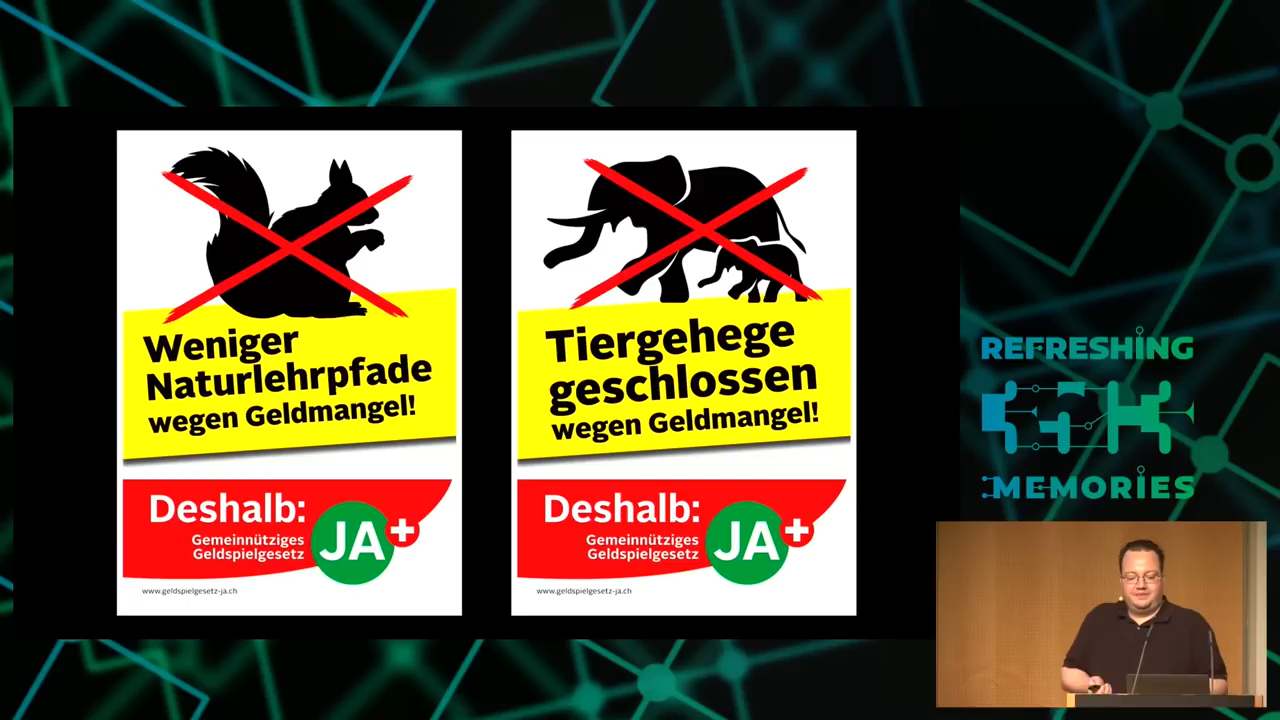 Weniger
Naturlehrpfade
wegen Geldmangel!
Deshalb:
Gemeinnütziges
Geldspielgesetz
JA+
www.geldspielgesetz-ja.ch
Tiergehege
geschlossen
wegen Geldmangel!
Deshalb:
Gemeinnütziges
Geldspielgesetz
JA+
www.geldspielgesetz-ja.ch
REFRESHING
MEMORIES